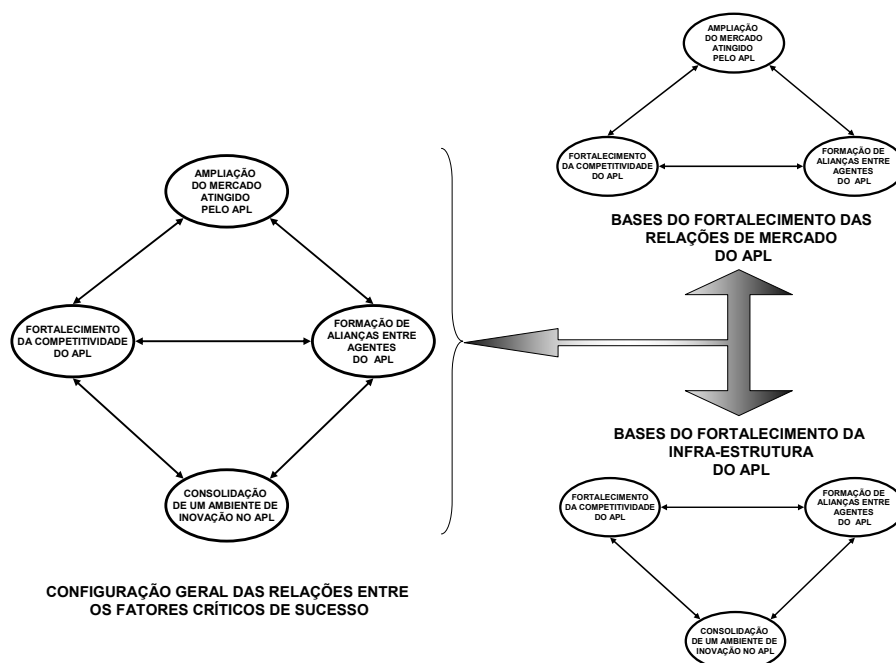 AMPLIAÇÃO
DO MERCADO
ATINGIDO
PELO APL
FORTALECIMENTO
DA COMPETITIVIDADE
DO APL
FORMAÇÃO DE
ALIANÇAS ENTRE
AGENTES
DO APL
CONSOLIDAÇÃO
DE UM AMBIENTE DE
INOVAÇÃO NO APL
CONFIGURAÇÃO GERAL DAS RELAÇÕES ENTRE
OS FATORES CRÍTICOS DE SUCESSO
AMPLIAÇÃO
DO MERCADO
ATINGIDO
PELO APL
FORTALECIMENTO
DA COMPETITIVIDADE
DO APL
FORMAÇÃO DE
ALIANÇAS ENTRE
AGENTES
DO APL
BASES DO FORTALECIMENTO DAS
RELAÇÕES DE MERCADO
DO APL
BASES DO FORTALECIMENTO DA
INFRA-ESTRUTURA
DO APL
FORTALECIMENTO
DA COMPETITIVIDADE
DO APL
FORMAÇÃO DE
ALIANÇAS ENTRE
AGENTES
DO APL
CONSOLIDAÇÃO
DE UM AMBIENTE DE
INOVAÇÃO NO APL